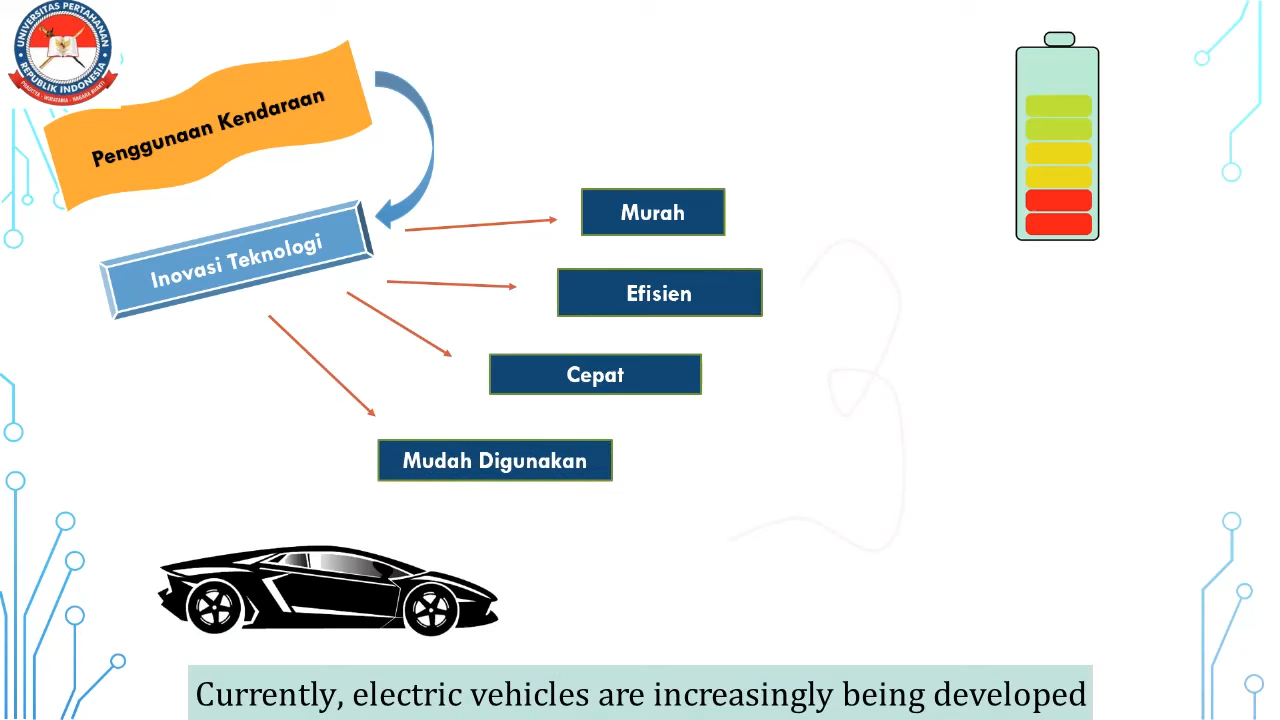 UNIVERSITAS PERTAHANAN
REPUBLIK INDONESIA
Penggunaan Kendaraan
Inovasi Teknologi
Murah
Efisien
Cepat
Mudah Digunakan
Currently, electric vehicles are increasingly being developed